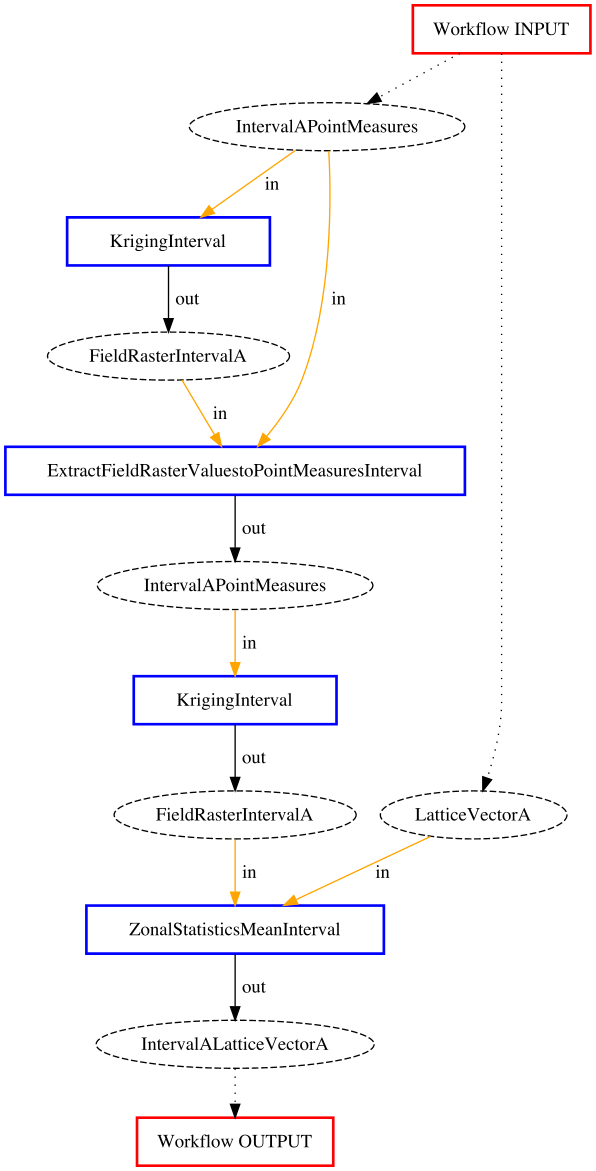 Workflow INPUT
IntervalAPointMeasures
in
KrigingInterval
in
out
FieldRasterIntervalA
in
ExtractFieldRasterValuestoPointMeasuresInterval
out
IntervalAPointMeasures
in
KrigingInterval
out
FieldRasterIntervalA
LatticeVectorA
in
in
ZonalStatisticsMeanInterval
out
IntervalALatticeVectorA
Workflow OUTPUT